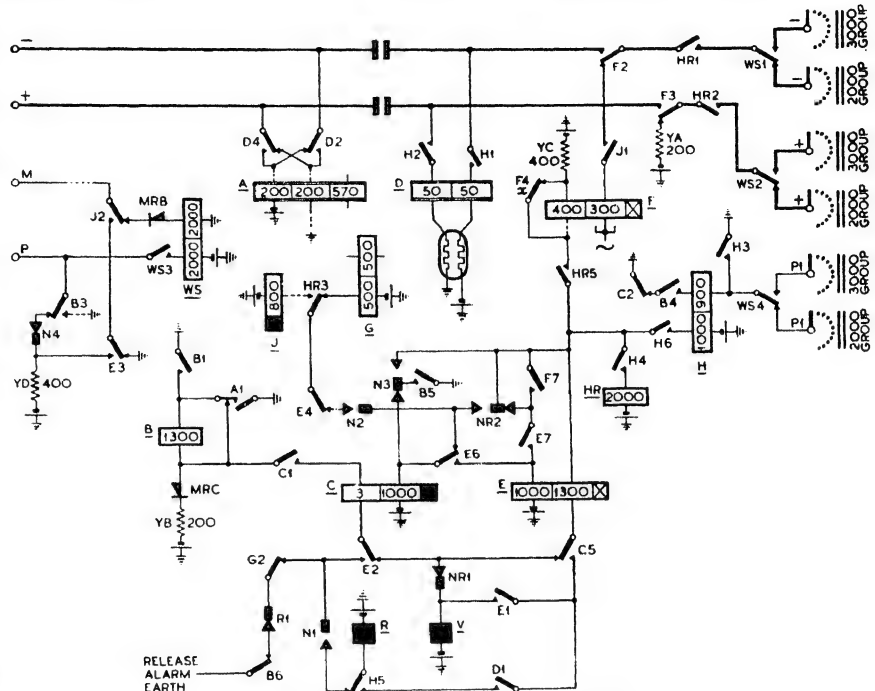 −
+
M
P
D4
D2
H2
H1
F2
HR1
WS1
−
3000 GROUP
−
2000 GROUP
F3
HR2
YA
200
WS2
+
3000 GROUP
+
2000 GROUP
YC
400
F4
x
J1
A
200
200
570
D
50
50
400
300
F
J2
MRB
2000
2000
WS
WS3
B3
N4
YD
400
E3
B1
A1
B
1300
MRC
YB
200
C1
J
800
HR3
500
500
G
E4
N2
N3
B5
NR2
F7
E7
E6
HR5
C2
B4
1000
900
H
H3
H6
H4
HR
2000
WS4
P1
3000 GROUP
P1
2000 GROUP
C
3
1000
E
1000
1300
E2
C5
G2
R1
N1
R
NR1
V
E1
B6
H5
D1
RELEASE
ALARM
EARTH